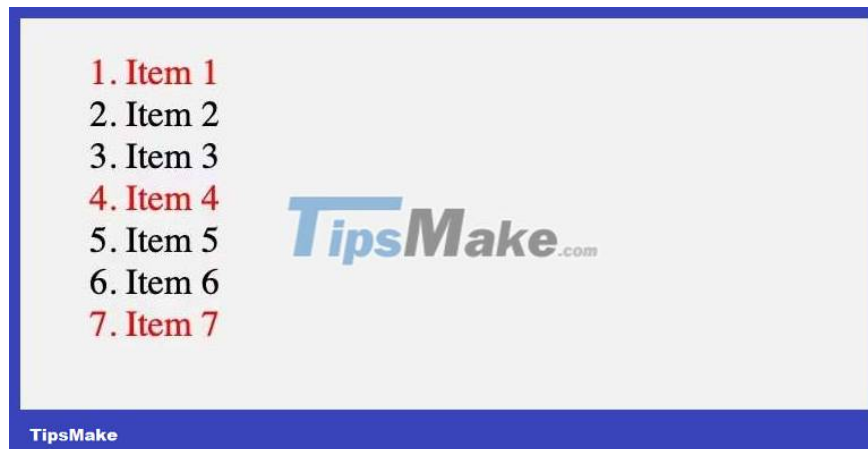 1. Item 1
2. Item 2
3. Item 3
4. Item 4
TipsMake.com
5. Item 5
6. Item 6
7. Item 7
TipsMake